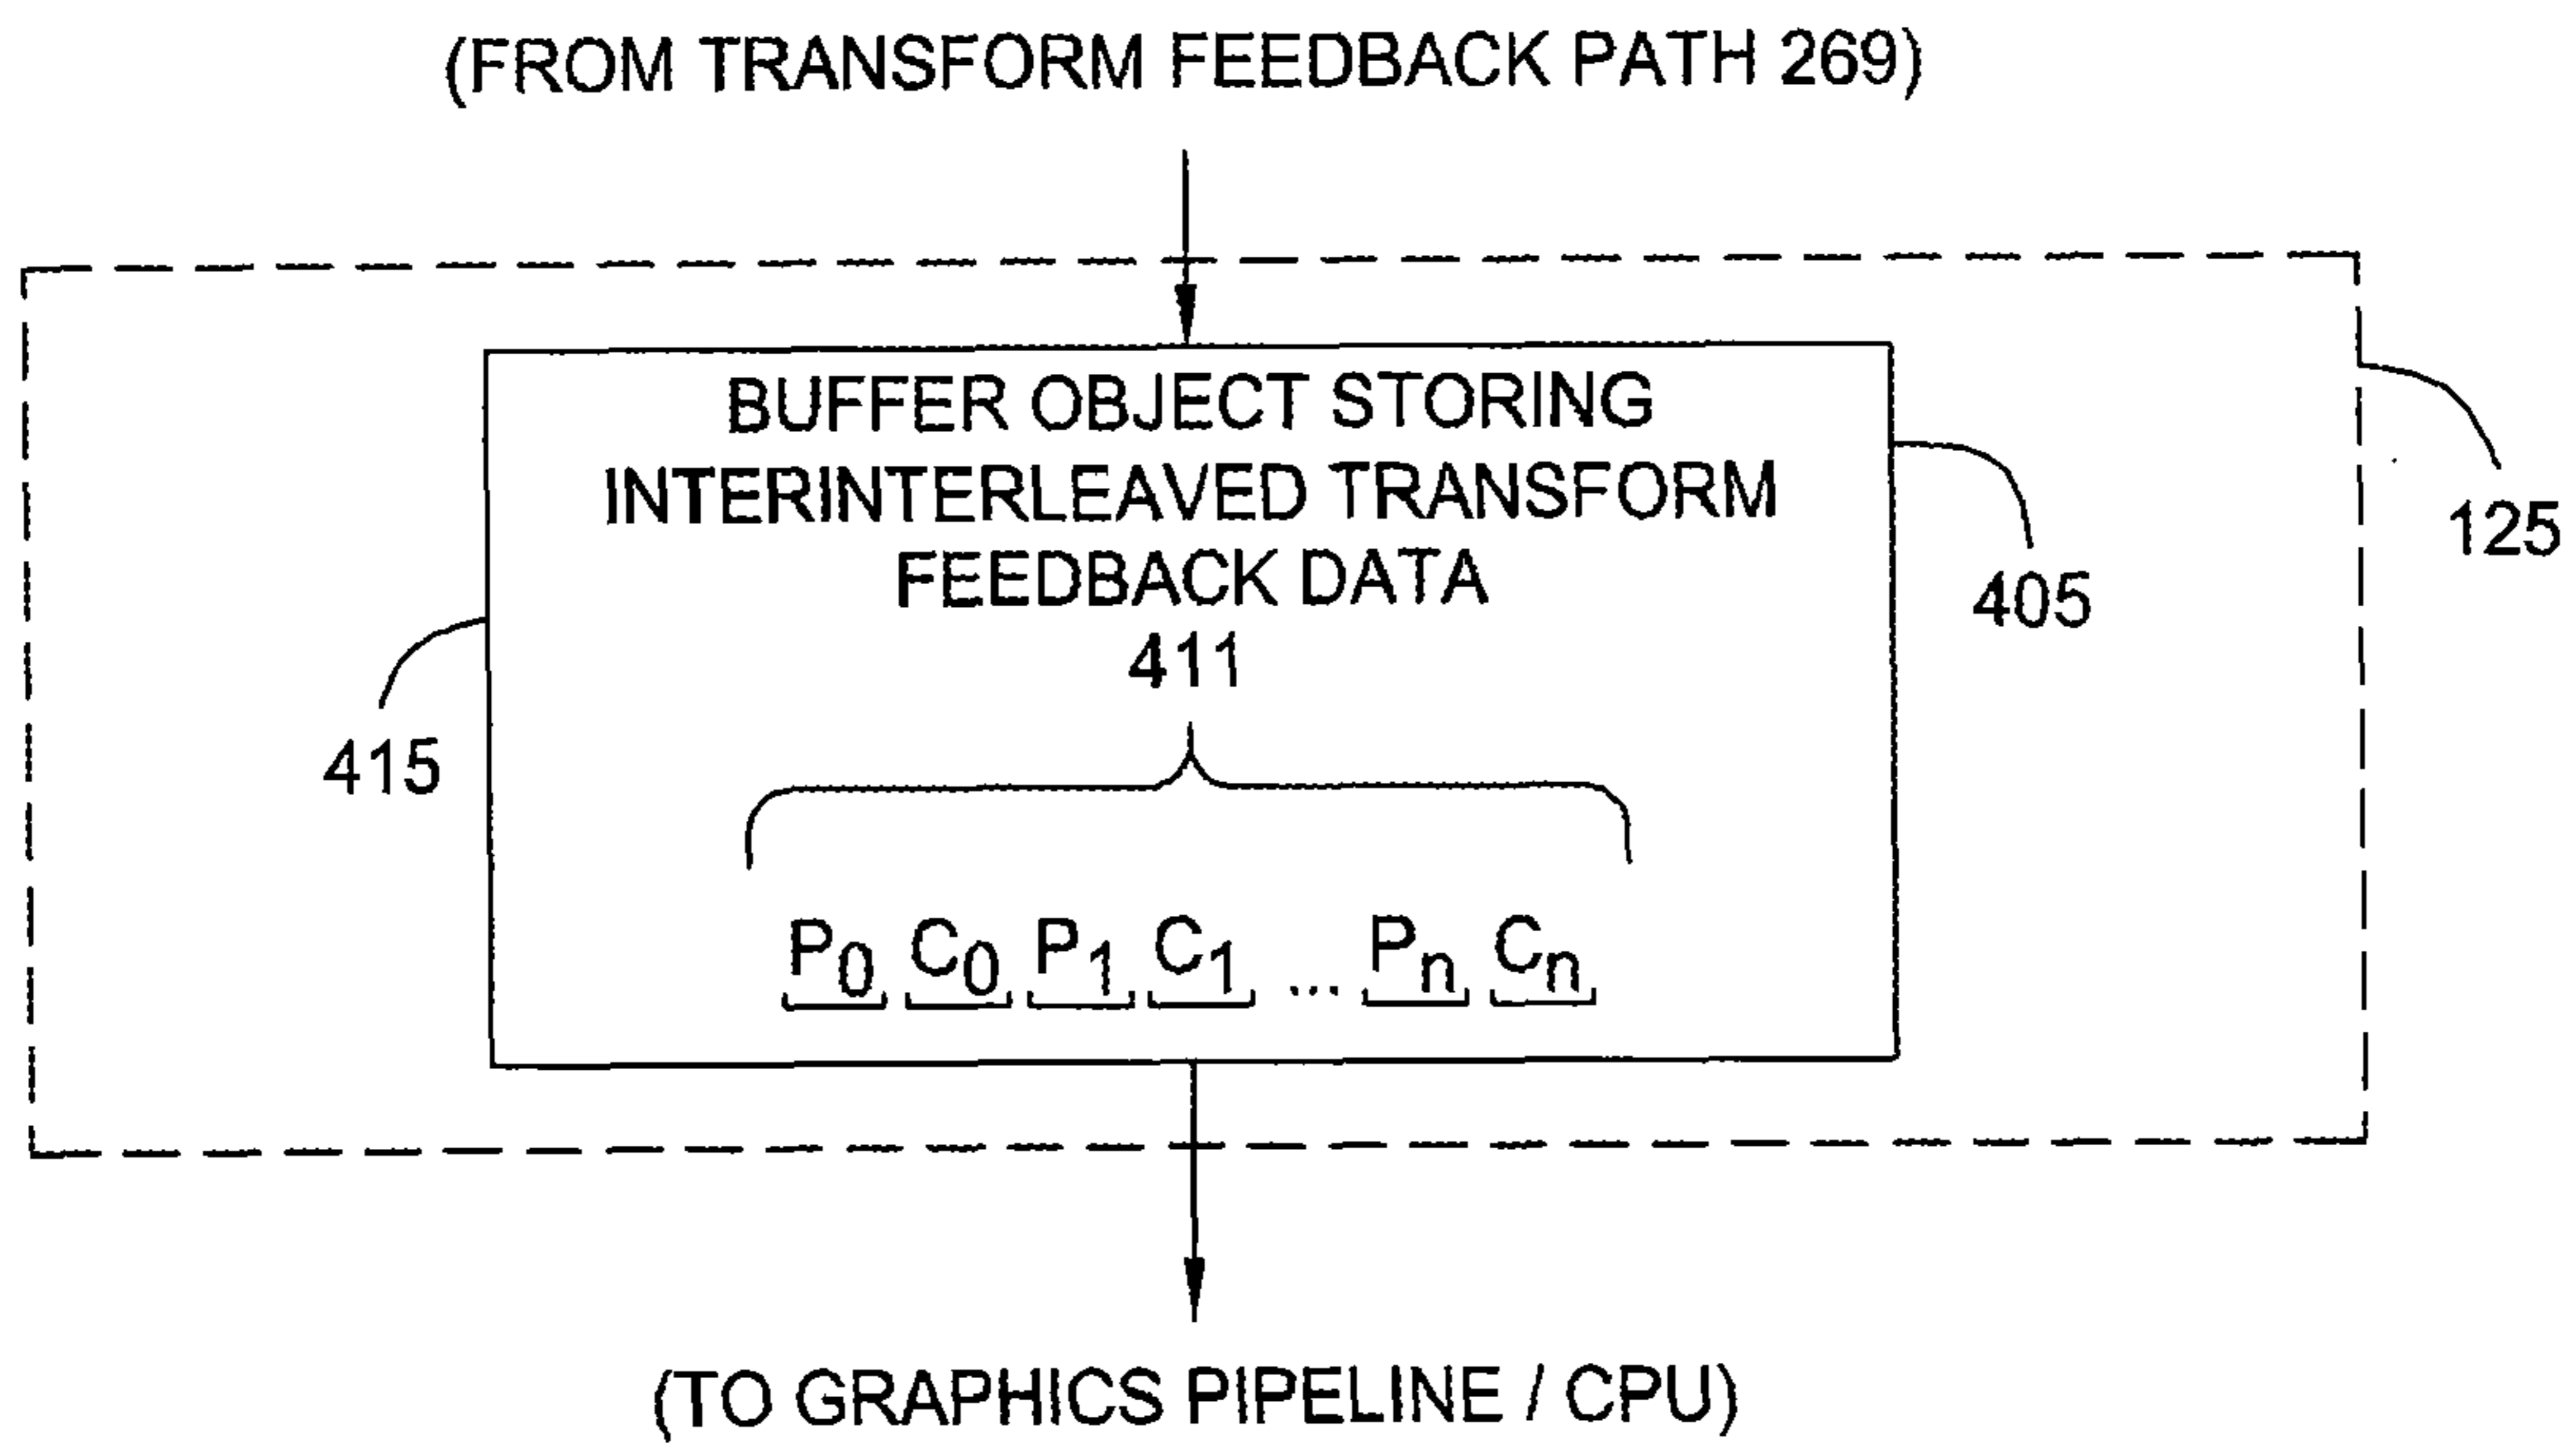 (FROM TRANSFORM FEEDBACK PATH 269)
BUFFER OBJECT STORING
INTERINTERLEAVED TRANSFORM
FEEDBACK DATA
411
125
405
415
P0 C0 P1 C1 ... Pn Cn
(TO GRAPHICS PIPELINE / CPU)